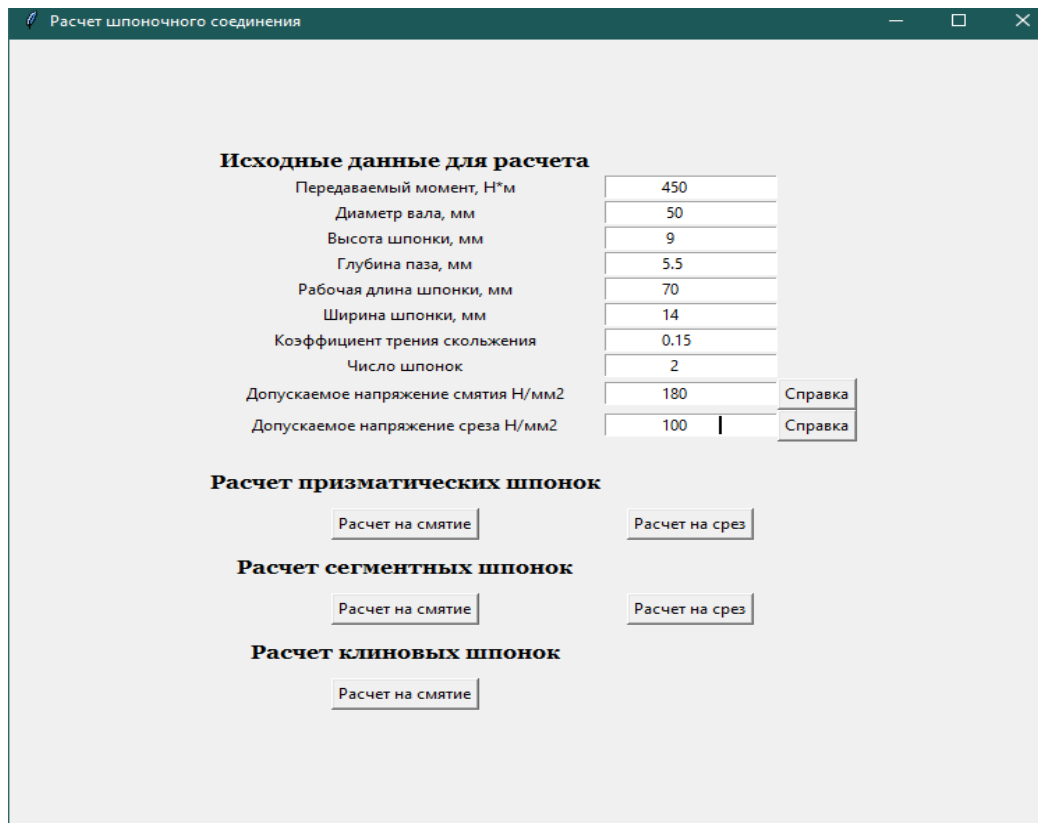 Расчет шпоночного соединения
Исходные данные для расчета
Передаваемый момент, Н*м 450
Диаметр вала, мм 50
Высота шпонки, мм 9
Глубина паза, мм 5.5
Рабочая длина шпонки, мм 70
Ширина шпонки, мм 14
Коэффициент трения скольжения 0.15
Число шпонок 2
Допускаемое напряжение смятия Н/мм2 180 Справка
Допускаемое напряжение среза Н/мм2 100 Справка
Расчет призматических шпонок
Расчет на смятие Расчет на срез
Расчет сегментных шпонок
Расчет на смятие Расчет на срез
Расчет клиновых шпонок
Расчет на смятие